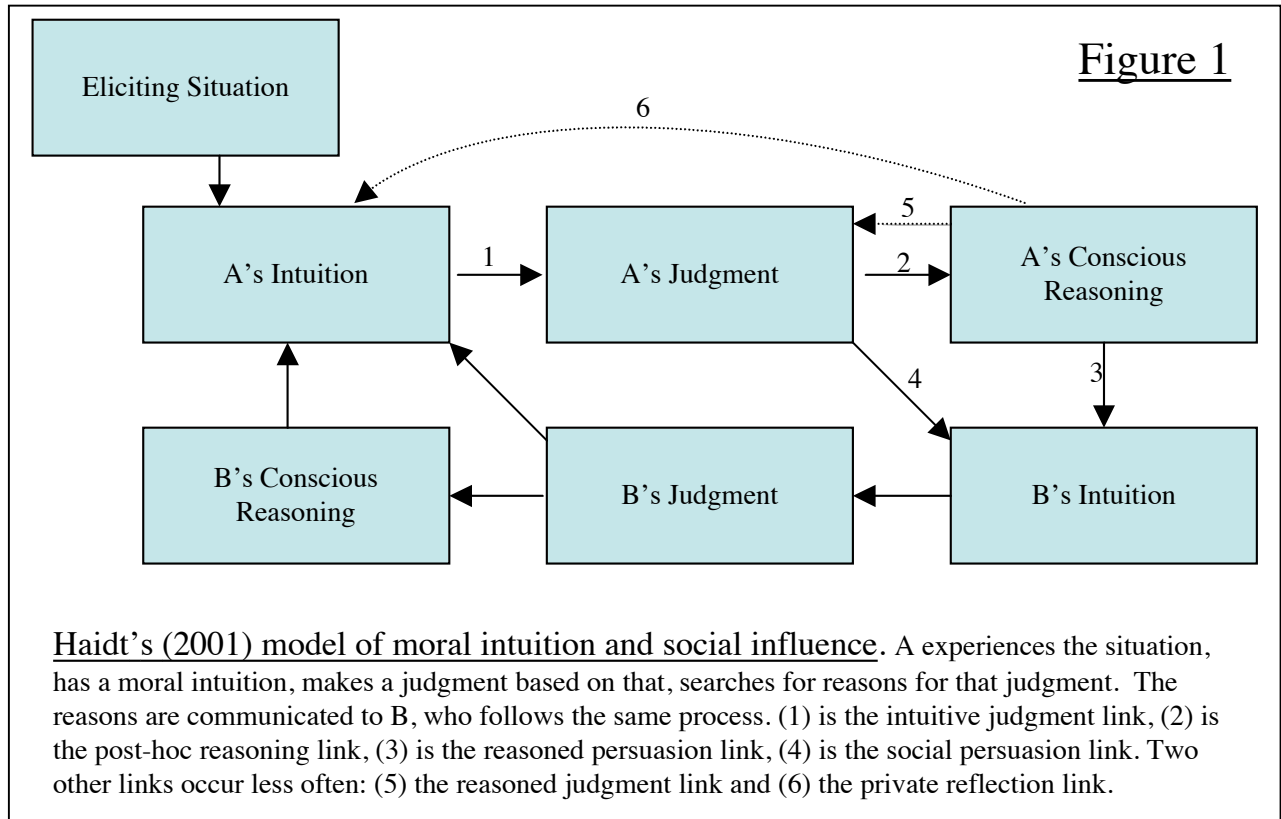 Figure 1
Eliciting Situation
6
A's Intuition
1
A's Judgment
5
2
A's Conscious
Reasoning
4
3
B's Conscious
Reasoning
B's Judgment
B's Intuition
Haidt's (2001) model of moral intuition and social influence. A experiences the situation,
has a moral intuition, makes a judgment based on that, searches for reasons for that judgment.  The
reasons are communicated to B, who follows the same process. (1) is the intuitive judgment link, (2) is
the post-hoc reasoning link, (3) is the reasoned persuasion link, (4) is the social persuasion link. Two
other links occur less often: (5) the reasoned judgment link and (6) the private reflection link.